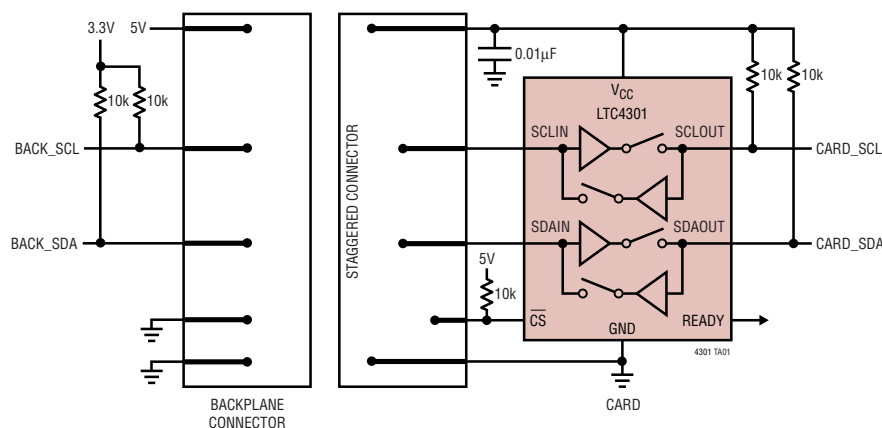 3.3V
5V
10k
10k
BACK_SCL
BACK_SDA
BACKPLANE
CONNECTOR
STAGGERED CONNECTOR
0.01µF
10k
10k
VCC
LTC4301
SCLIN
SCLOUT
CARD_SCL
SDAIN
SDAOUT
CARD_SDA
5V
10k
CS
GND
READY
4301 TA01
CARD